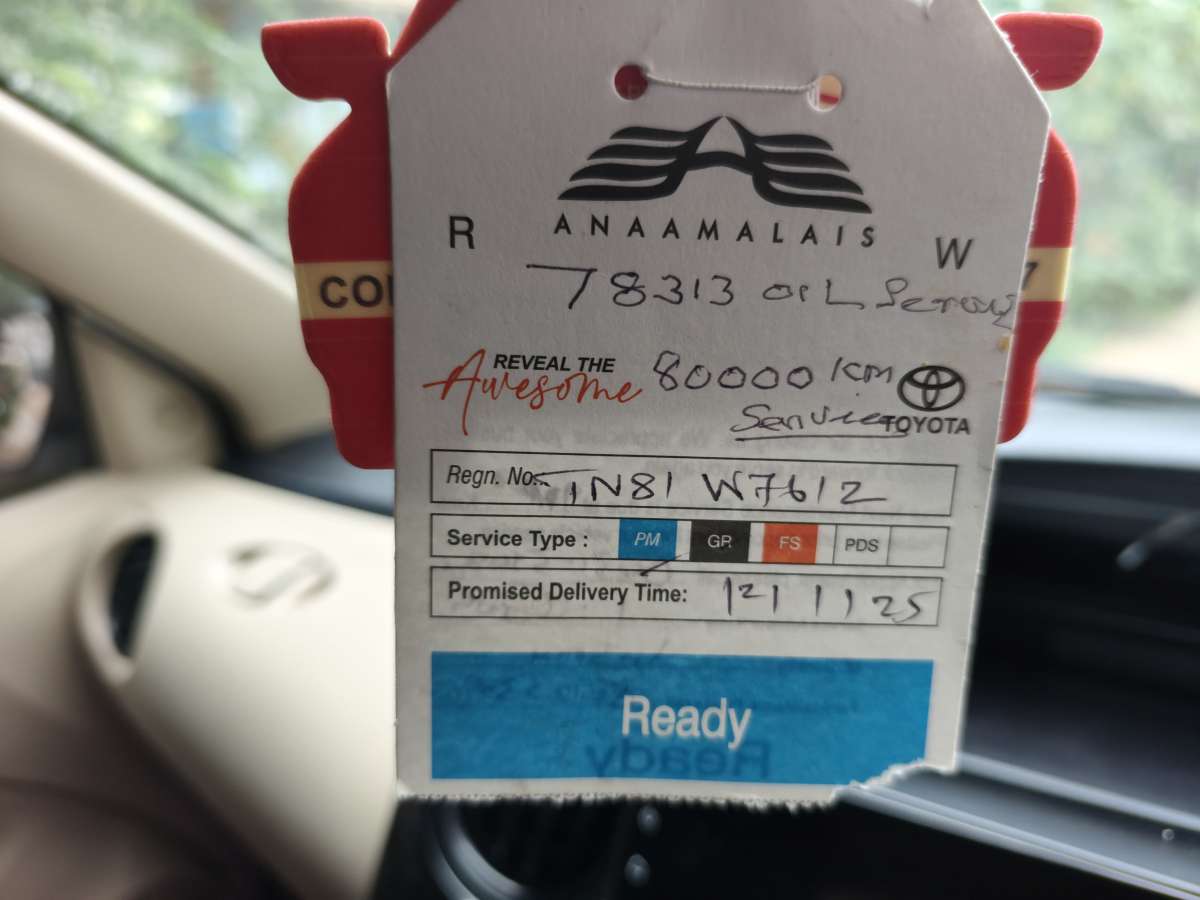 R
W
ANAAMALAIS
78313 OIL Service
REVEAL THE
Awesome
80000 KM
Service
TOYOTA
Regn. No. TN81 W7612
Service Type : PM GR FS PDS
Promised Delivery Time: 12/11/25
Ready